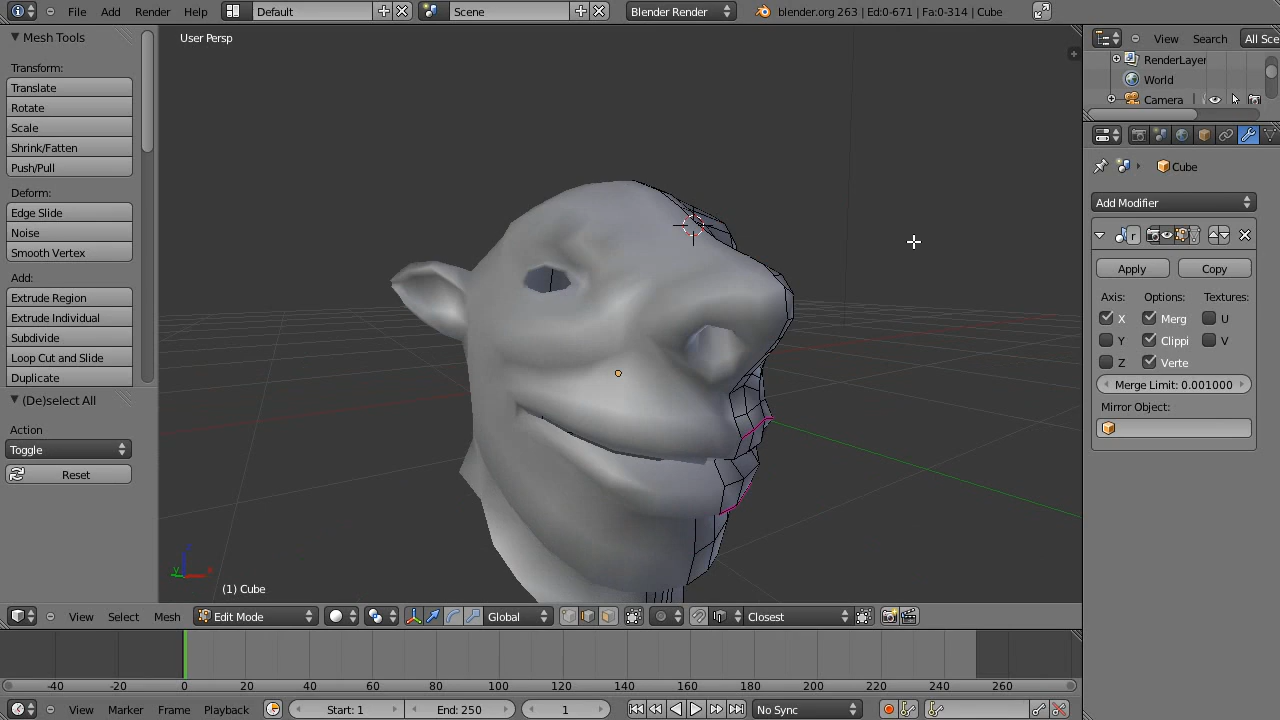 File Add Render Help Default Scene Blender Render blender.org 263 | Ed:0-671 | Fa:0-314 | Cube
Mesh Tools
Transform:
Translate
Rotate
Scale
Shrink/Fatten
Push/Pull
Deform:
Edge Slide
Noise
Smooth Vertex
Add:
Extrude Region
Extrude Individual
Subdivide
Loop Cut and Slide
Duplicate
(De)select All
Action
Toggle
Reset
User Persp
z
y
x
(1) Cube
View Search All Sce
RenderLayer
World
Camera
Cube
Add Modifier
r
Apply Copy
Axis: Options: Textures:
X Merg U
Y Clippi V
Z Verte
Merge Limit: 0.001000
Mirror Object:
View Select Mesh Edit Mode Global Closest
-40 -20 0 20 40 60 80 100 120 140 160 180 200 220 240 260
View Marker Frame Playback Start: 1 End: 250 1 No Sync